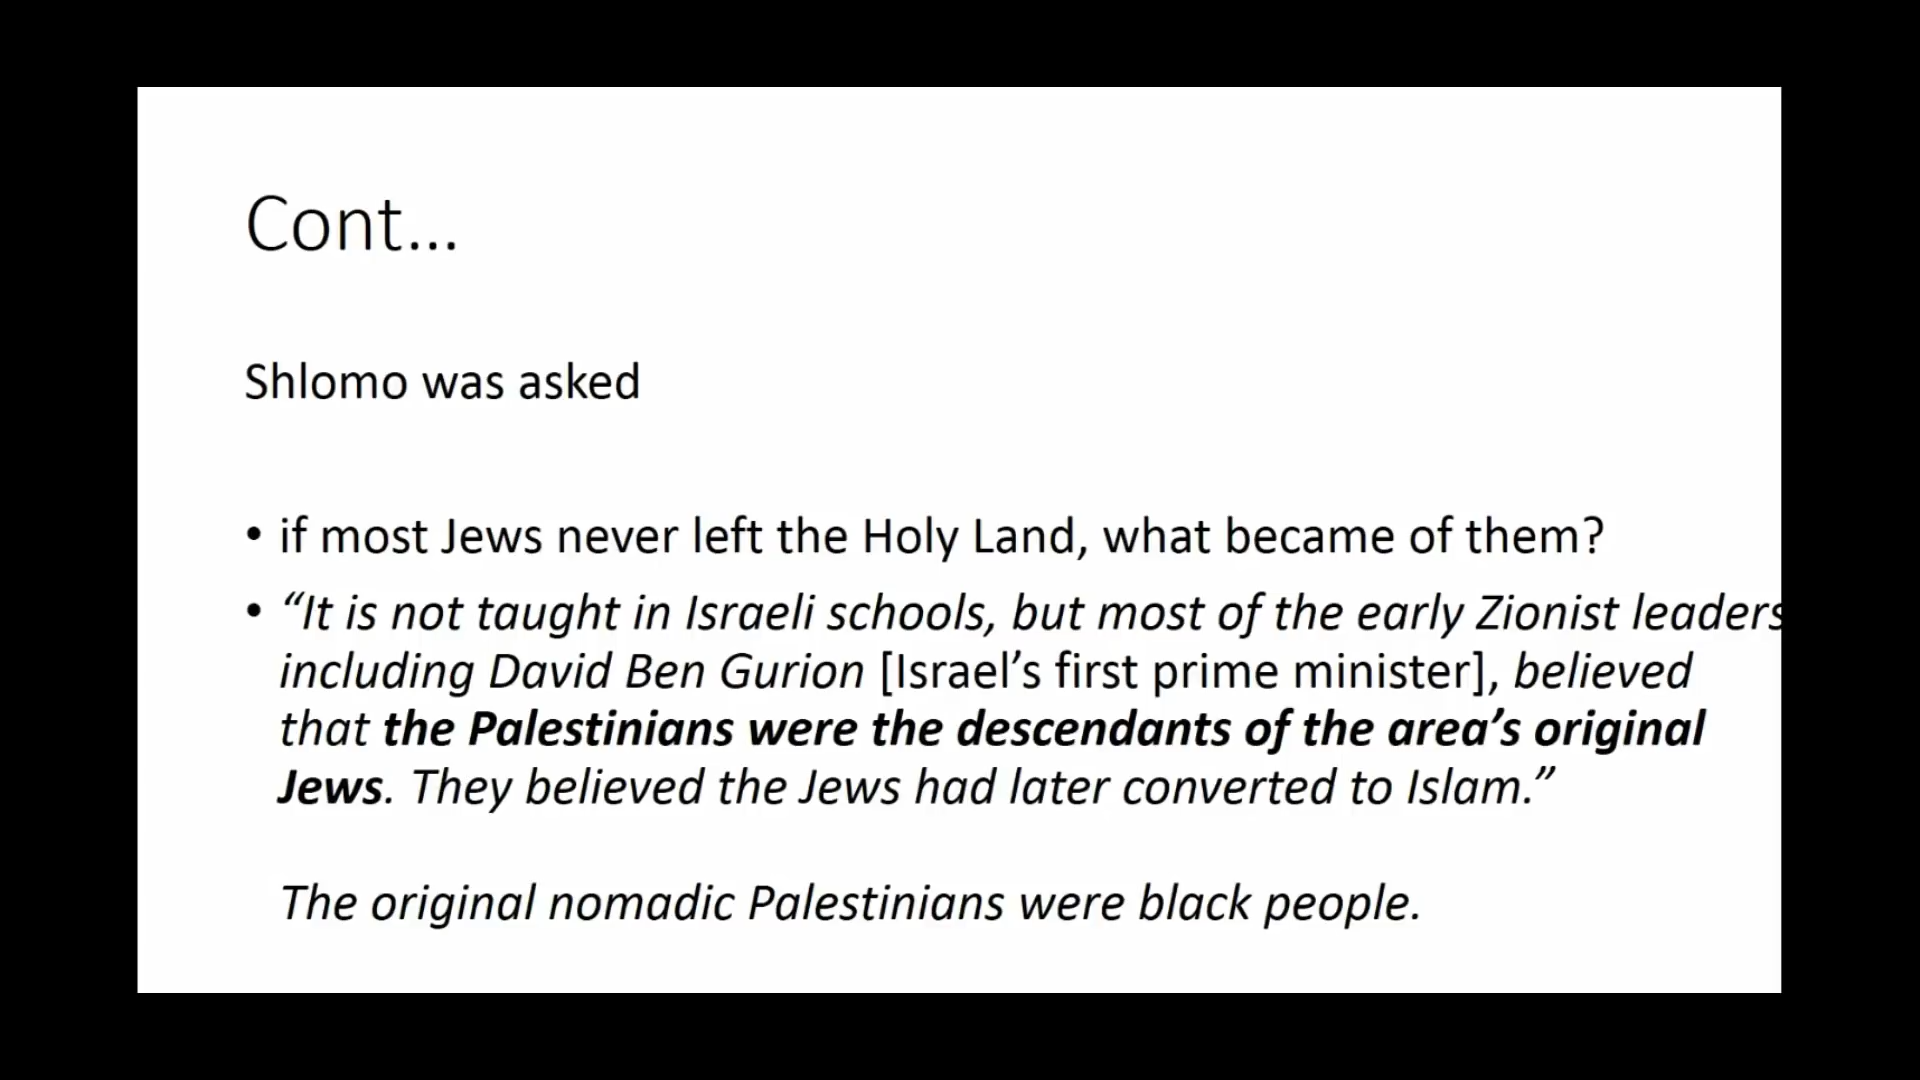 Cont...
Shlomo was asked
• if most Jews never left the Holy Land, what became of them?
• “It is not taught in Israeli schools, but most of the early Zionist leaders
including David Ben Gurion [Israel’s first prime minister], believed
that the Palestinians were the descendants of the area’s original
Jews. They believed the Jews had later converted to Islam.”
The original nomadic Palestinians were black people.